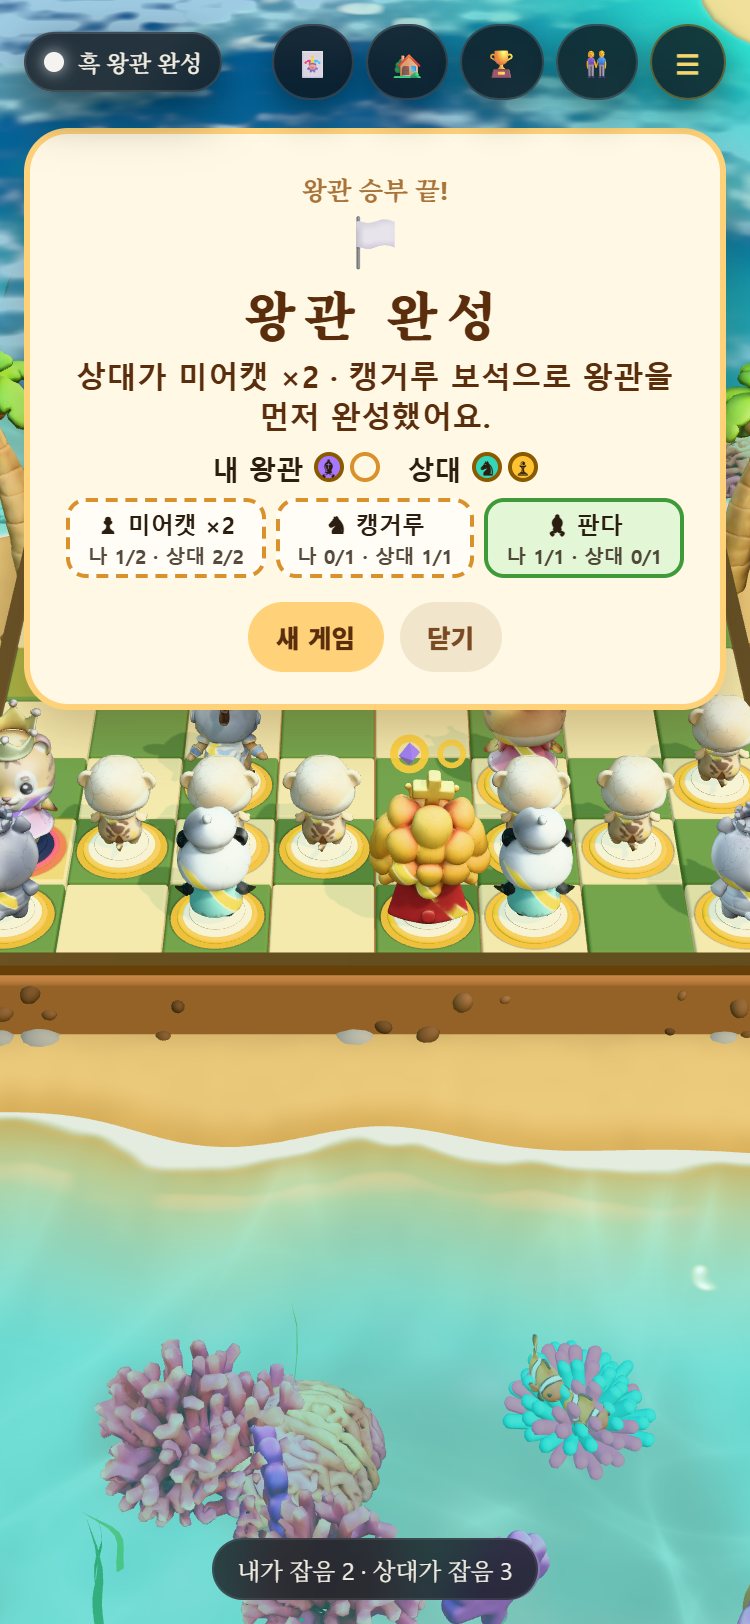 흑 왕관 완성
왕관 승부 끝!
왕관 완성
상대가 미어캣 ×2 · 캥거루 보석으로 왕관을
먼저 완성했어요.
내 왕관 상대
♟ 미어캣 ×2 ♞ 캥거루 ♝ 판다
나 1/2 · 상대 2/2 나 0/1 · 상대 1/1 나 1/1 · 상대 0/1
새 게임 닫기
내가 잡음 2 · 상대가 잡음 3